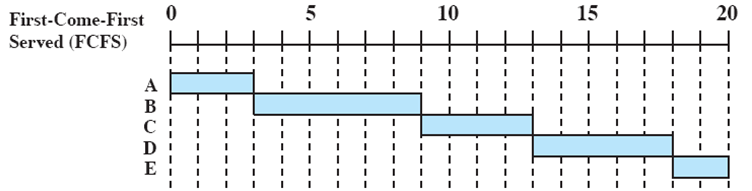 First-Come-First
Served (FCFS)
0 5 10 15 20
A
B
C
D
E